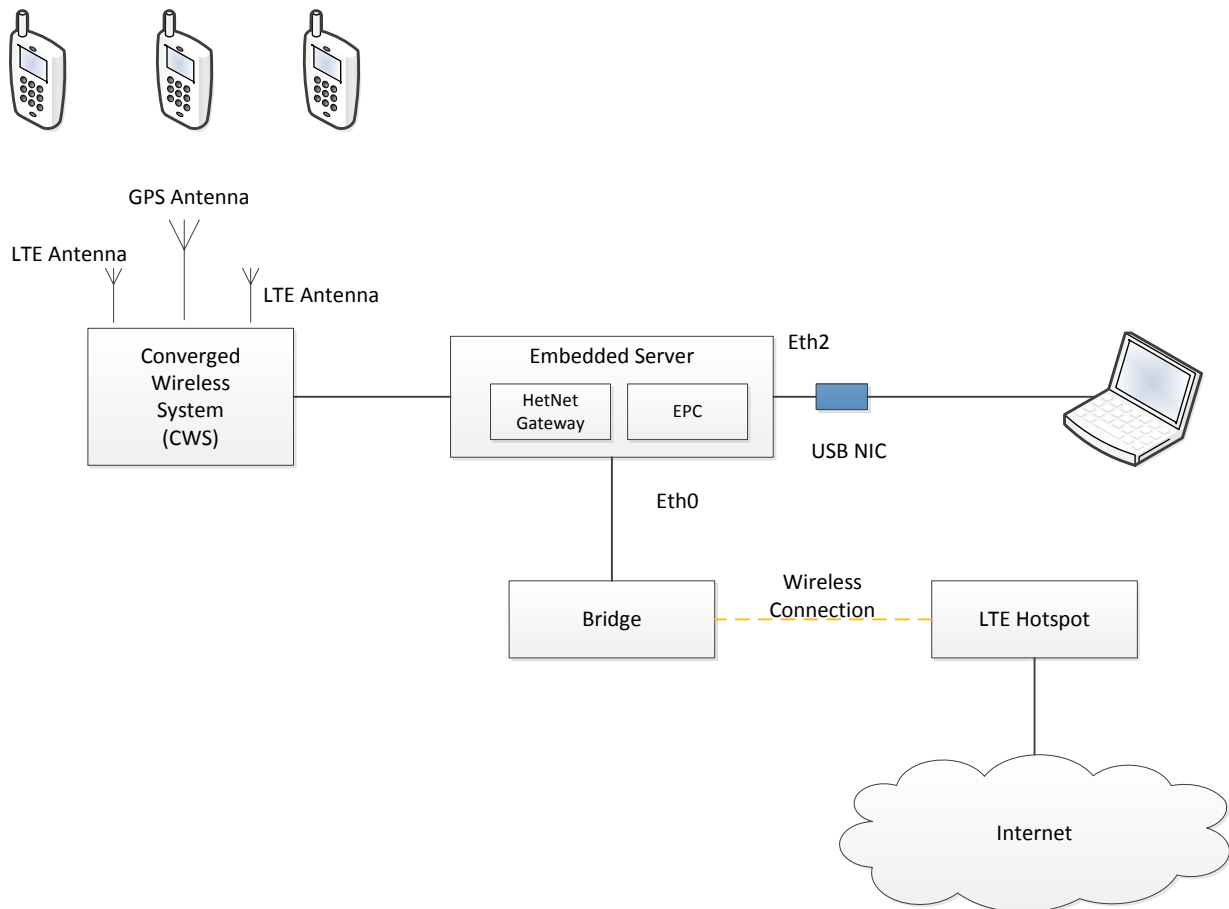 GPS Antenna
LTE Antenna
LTE Antenna
Converged
Wireless
System
(CWS)
Embedded Server
HetNet
Gateway
EPC
Eth2
USB NIC
Eth0
Bridge
Wireless
Connection
LTE Hotspot
Internet